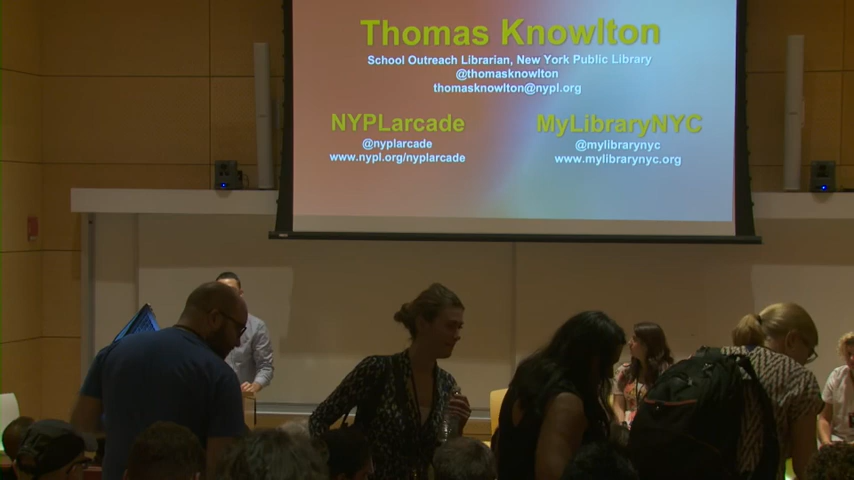 Thomas Knowlton
School Outreach Librarian, New York Public Library
@thomasknowlton
thomasknowlton@nypl.org
NYPLarcade
@nyplarcade
www.nypl.org/nyplarcade
MyLibraryNYC
@mylibrarynyc
www.mylibrarynyc.org